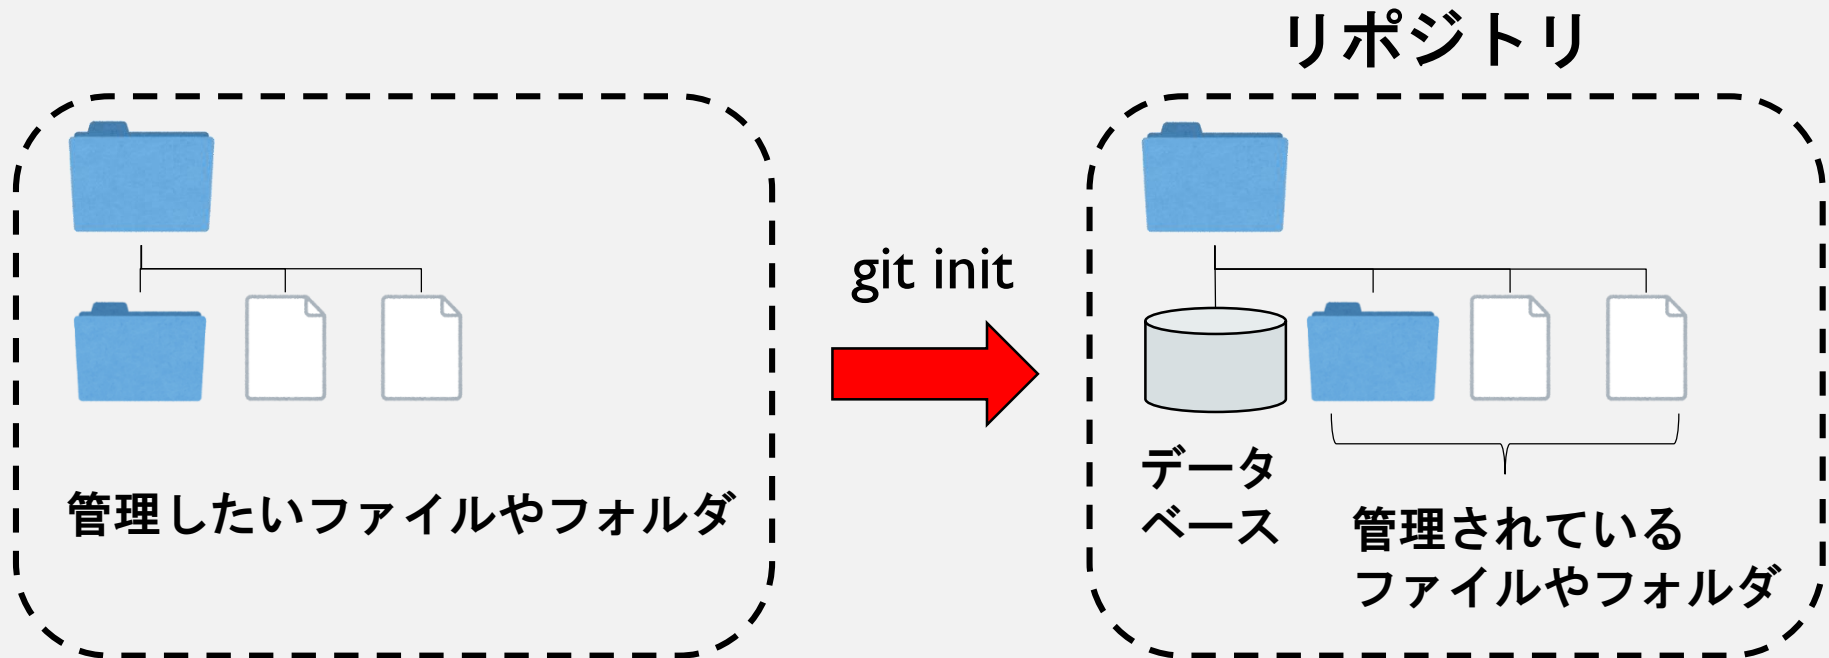 リポジトリ
管理したいファイルやフォルダ
git init
データ
ベース
管理されている
ファイルやフォルダ